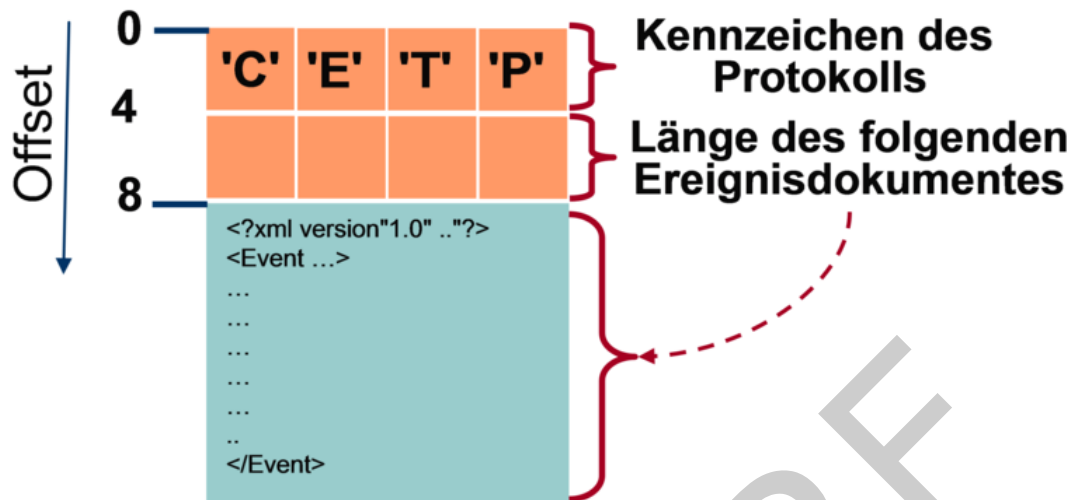 Offset
0
'C' 'E' 'T' 'P'
Kennzeichen des
Protokolls
4
Länge des folgenden
Ereignisdokumentes
8
<?xml version"1.0" .."?>
<Event ...>
...
...
...
...
...
..
</Event>
F